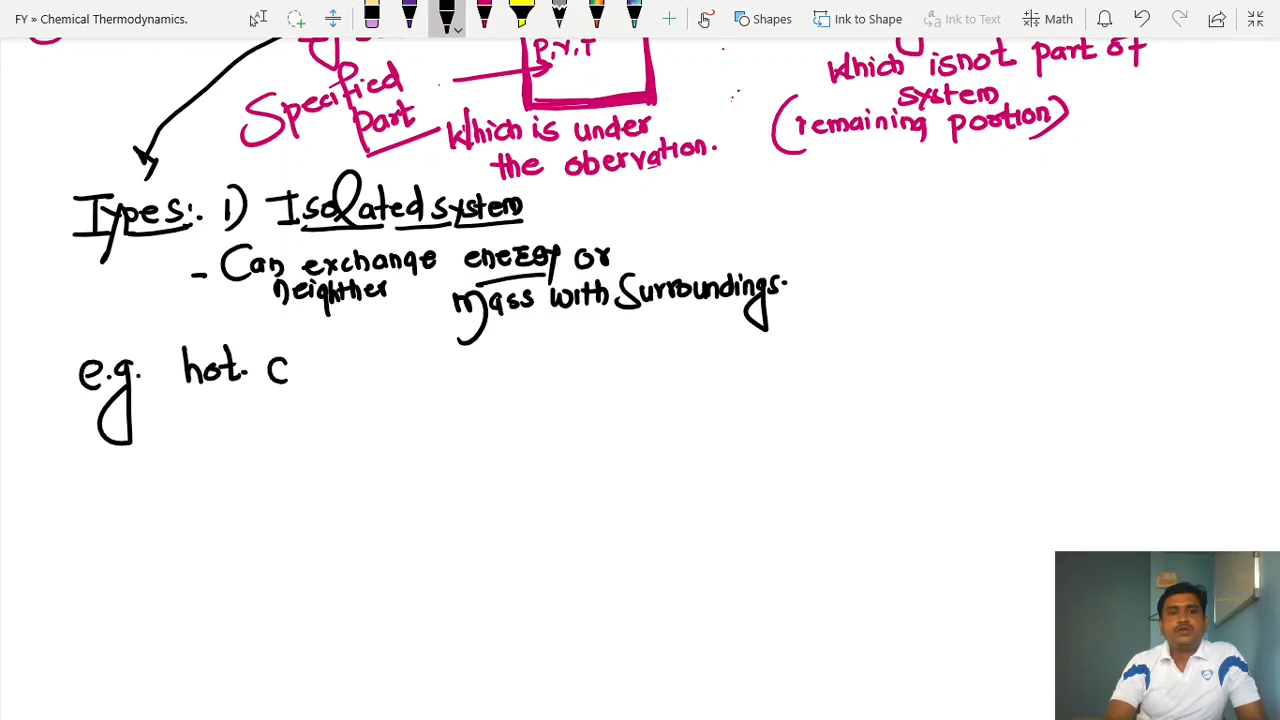 FY » Chemical Thermodynamics.
Shapes
Ink to Shape
Ink to Text
Math
P, V, T
Specified
part
Which is under
the obervation.
Which is not part of
system
(remaining portion)
Types:. 1) Isolated system
- Can exchange energy or
neighther mass with Surroundings.
e.g. hot. c